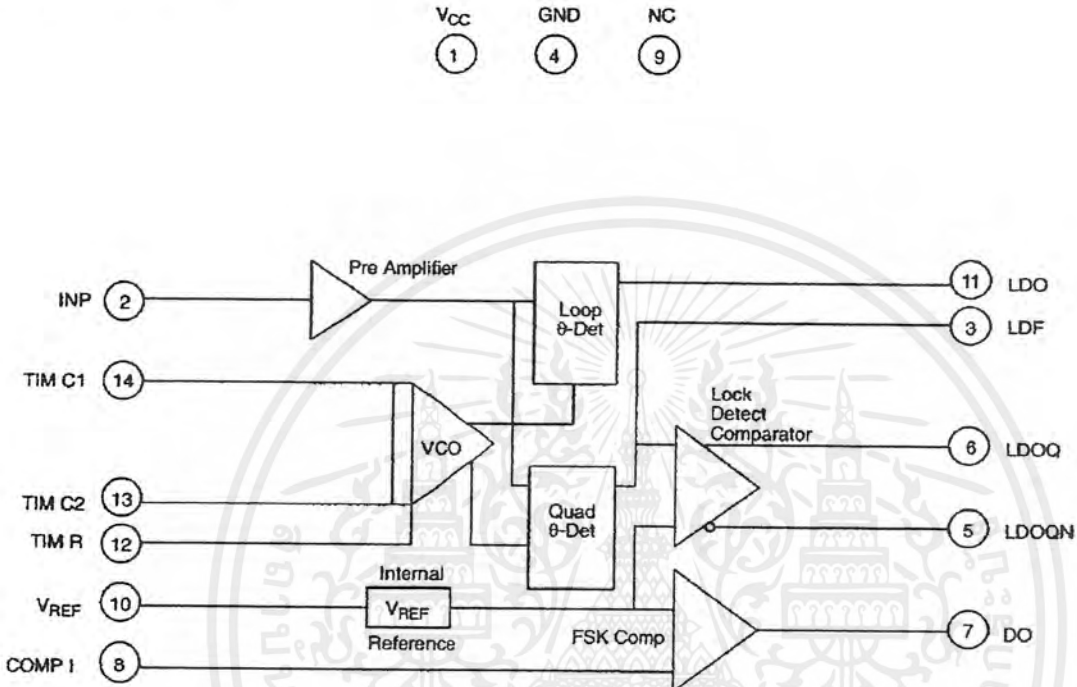 VCC GND NC
1 4 9
Pre Amplifier
INP 2
Loop
θ-Det
11 LDO
3 LDF
TIM C1 14
VCO
Lock
Detect
Comparator
6 LDOQ
TIM C2 13
Quad
θ-Det
5 LDOQN
TIM R 12
Internal
VREF 10
VREF
Reference
FSK Comp
7 DO
COMP I 8